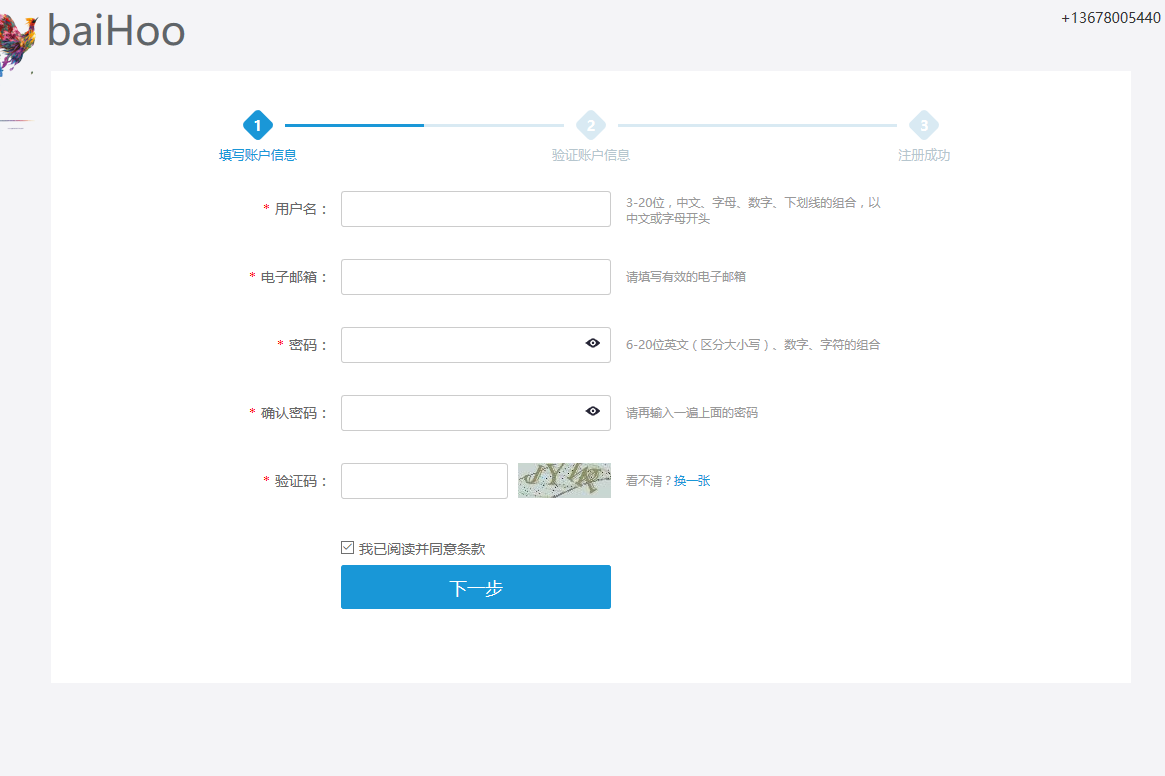 baiHoo
+13678005440
1
2
3
填写账户信息
验证账户信息
注册成功
* 用户名：
3-20位，中文、字母、数字、下划线的组合，以
中文或字母开头
* 电子邮箱：
请填写有效的电子邮箱
* 密码：
6-20位英文（区分大小写）、数字、字符的组合
* 确认密码：
请再输入一遍上面的密码
* 验证码：
看不清？换一张
我已阅读并同意条款
下一步